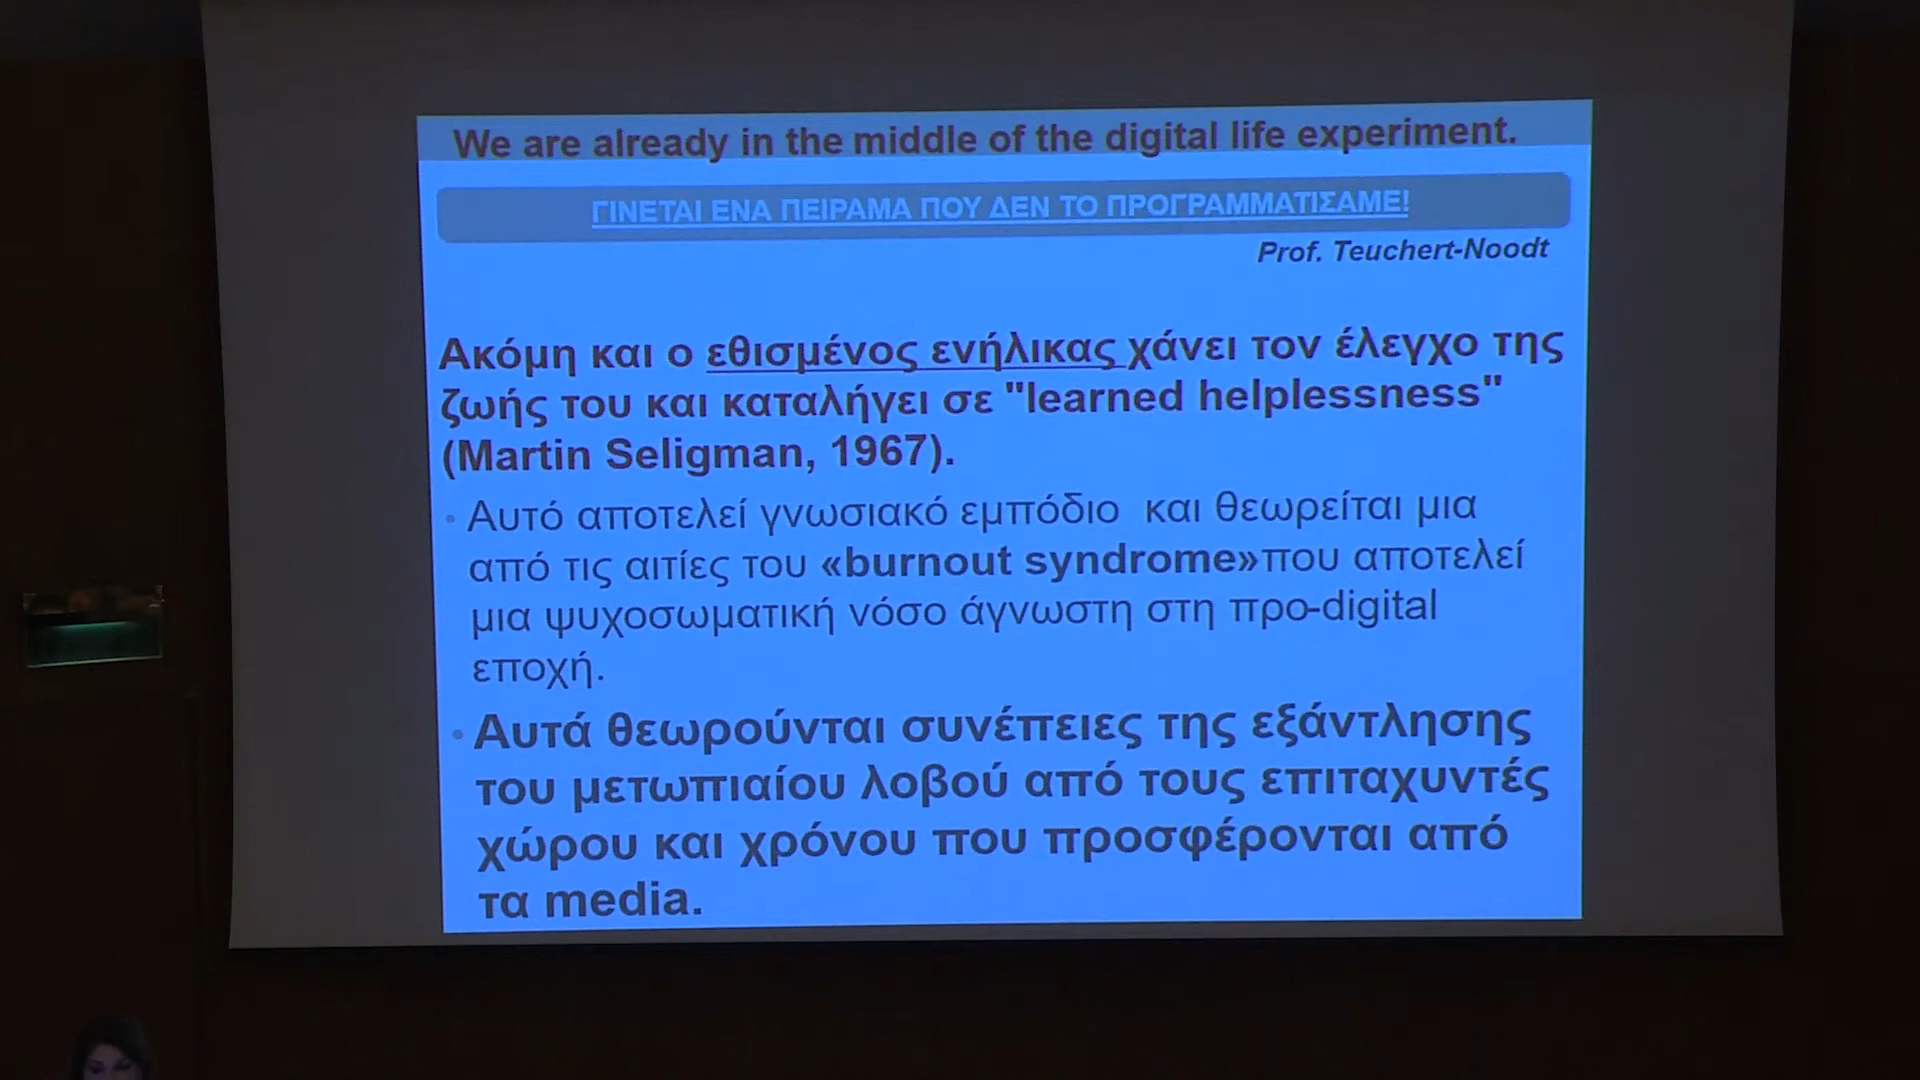 We are already in the middle of the digital life experiment.
ΓΙΝΕΤΑΙ ΕΝΑ ΠΕΙΡΑΜΑ ΠΟΥ ΔΕΝ ΤΟ ΠΡΟΓΡΑΜΜΑΤΙΣΑΜΕ!
Prof. Teuchert-Noodt
Ακόμη και ο εθισμένος ενήλικας χάνει τον έλεγχο της
ζωής του και καταλήγει σε "learned helplessness"
(Martin Seligman, 1967).
• Αυτό αποτελεί γνωσιακό εμπόδιο και θεωρείται μια
από τις αιτίες του «burnout syndrome»που αποτελεί
μια ψυχοσωματική νόσο άγνωστη στη προ-digital
εποχή.
• Αυτά θεωρούνται συνέπειες της εξάντλησης
του μετωπιαίου λοβού από τους επιταχυντές
χώρου και χρόνου που προσφέρονται από
τα media.